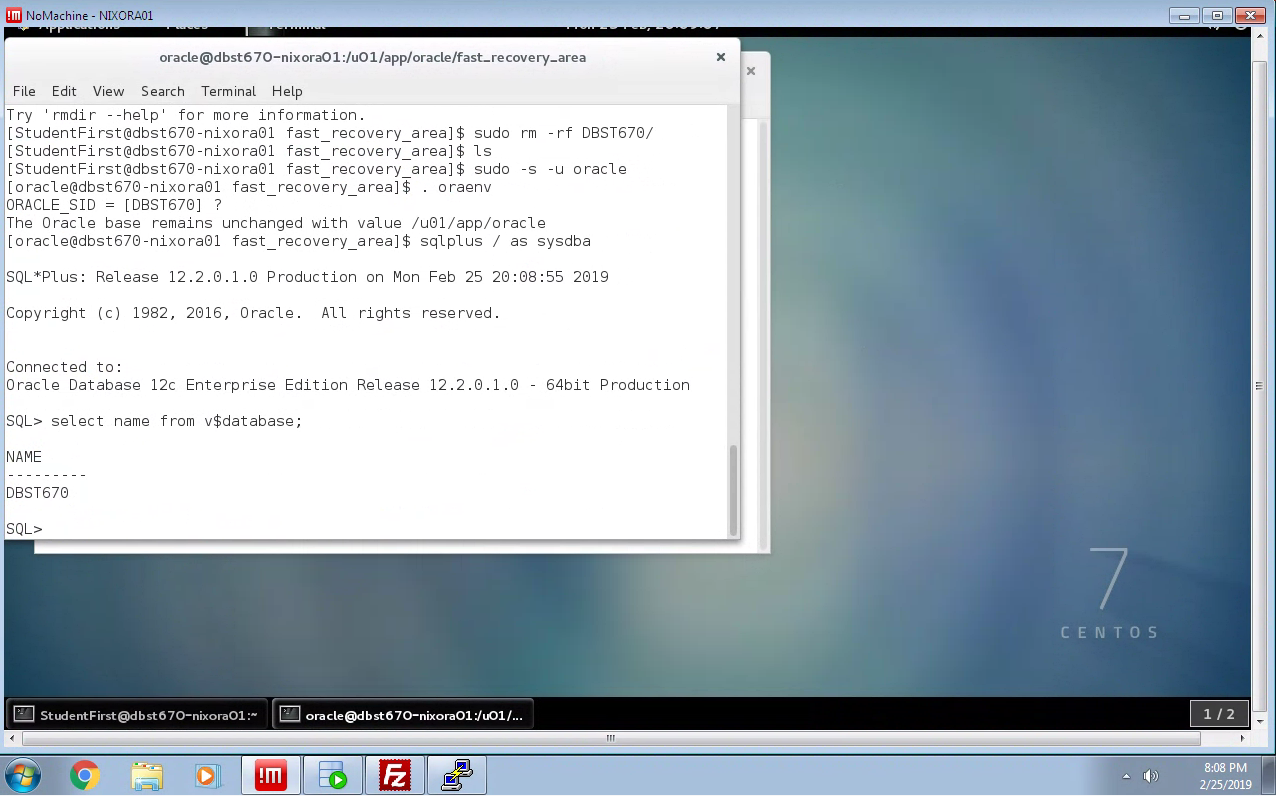 !M NoMachine - NIXORA01
Applications Places Terminal
oracle@dbst670-nixora01:/u01/app/oracle/fast_recovery_area
File Edit View Search Terminal Help
Try 'rmdir --help' for more information.
[StudentFirst@dbst670-nixora01 fast_recovery_area]$ sudo rm -rf DBST670/
[StudentFirst@dbst670-nixora01 fast_recovery_area]$ ls
[StudentFirst@dbst670-nixora01 fast_recovery_area]$ sudo -s -u oracle
[oracle@dbst670-nixora01 fast_recovery_area]$ . oraenv
ORACLE_SID = [DBST670] ?
The Oracle base remains unchanged with value /u01/app/oracle
[oracle@dbst670-nixora01 fast_recovery_area]$ sqlplus / as sysdba
SQL*Plus: Release 12.2.0.1.0 Production on Mon Feb 25 20:08:55 2019
Copyright (c) 1982, 2016, Oracle.  All rights reserved.
Connected to:
Oracle Database 12c Enterprise Edition Release 12.2.0.1.0 - 64bit Production
SQL> select name from v$database;
NAME
---------
DBST670
SQL>
7
CENTOS
StudentFirst@dbst670-nixora01:~
oracle@dbst670-nixora01:/u01/...
1 / 2
!M
Fz
8:08 PM
2/25/2019